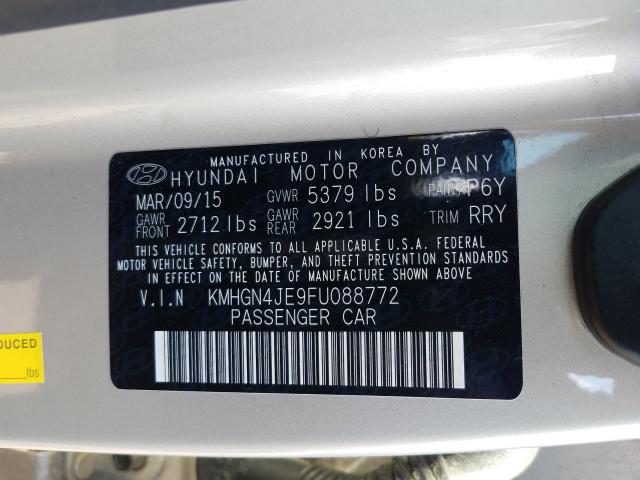 MANUFACTURED IN KOREA BY
HYUNDAI MOTOR COMPANY
MAR/09/15 GVWR 5379 lbs PAINT P6Y
GAWR FRONT 2712 lbs GAWR REAR 2921 lbs TRIM RRY
THIS VEHICLE CONFORMS TO ALL APPLICABLE U.S.A. FEDERAL
MOTOR VEHICLE SAFETY, BUMPER, AND THEFT PREVENTION STANDARDS
IN EFFECT ON THE DATE OF MANUFACTURE SHOWN ABOVE.
V.I.N KMHGN4JE9FU088772
PASSENGER CAR
DUCED
lbs